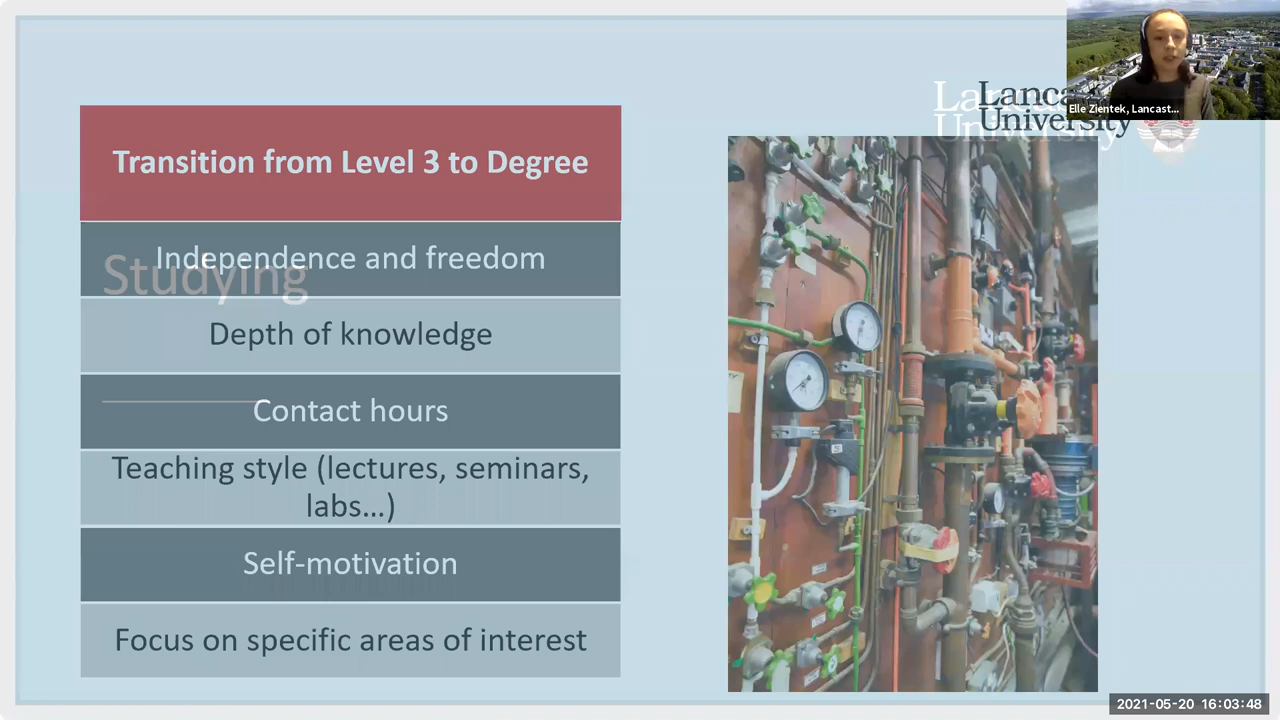 Transition from Level 3 to Degree
Studying
Independence and freedom
Depth of knowledge
Contact hours
Teaching style (lectures, seminars,
labs...)
Self-motivation
Focus on specific areas of interest
Lancaster
University
Elle Zientek, Lancast...
2021-05-20 16:03:48